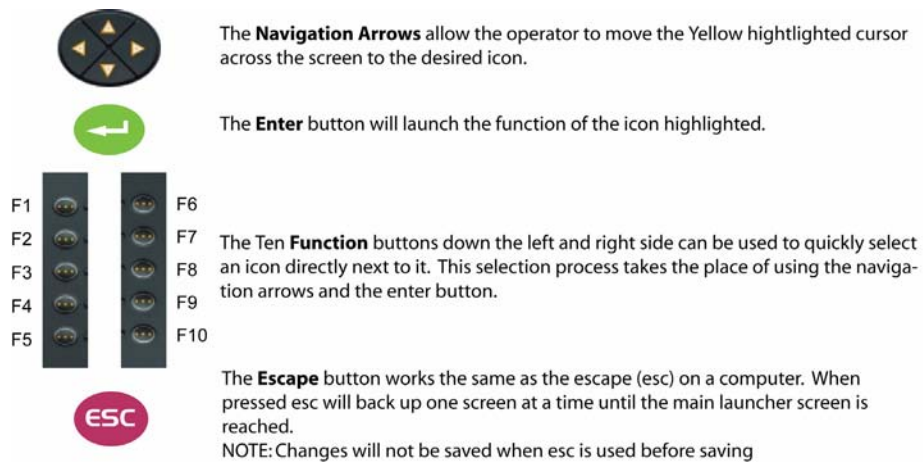 The Navigation Arrows allow the operator to move the Yellow hightlighted cursor
across the screen to the desired icon.
The Enter button will launch the function of the icon highlighted.
F1
F2
F3
F4
F5
F6
F7
F8
F9
F10
The Ten Function buttons down the left and right side can be used to quickly select
an icon directly next to it. This selection process takes the place of using the naviga-
tion arrows and the enter button.
ESC
The Escape button works the same as the escape (esc) on a computer. When
pressed esc will back up one screen at a time until the main launcher screen is
reached.
NOTE: Changes will not be saved when esc is used before saving